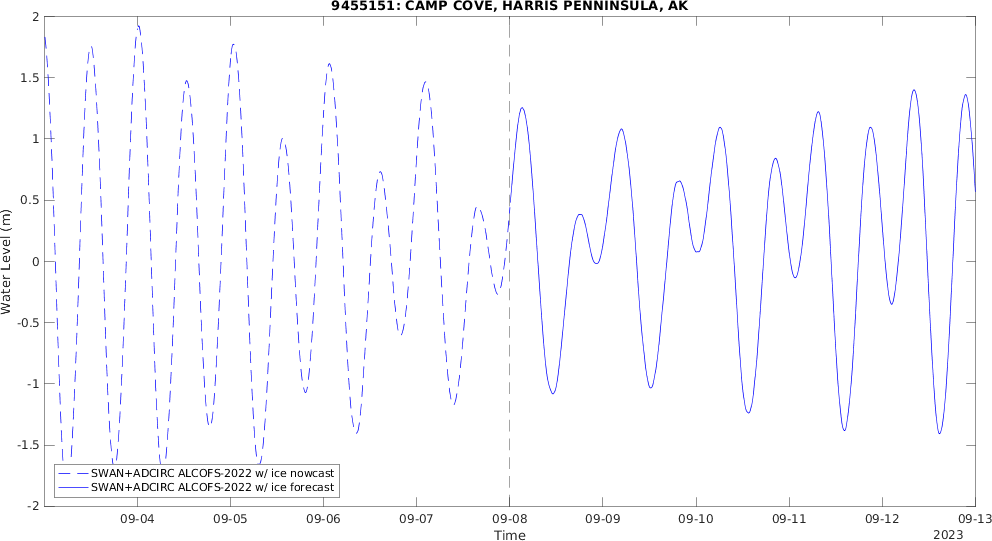 9455151: CAMP COVE, HARRIS PENNINSULA, AK
Water Level (m)
2
1.5
1
0.5
0
-0.5
-1
-1.5
-2
SWAN+ADCIRC ALCOFS-2022 w/ ice nowcast
SWAN+ADCIRC ALCOFS-2022 w/ ice forecast
09-04 09-05 09-06 09-07 09-08 09-09 09-10 09-11 09-12 09-13
Time
2023